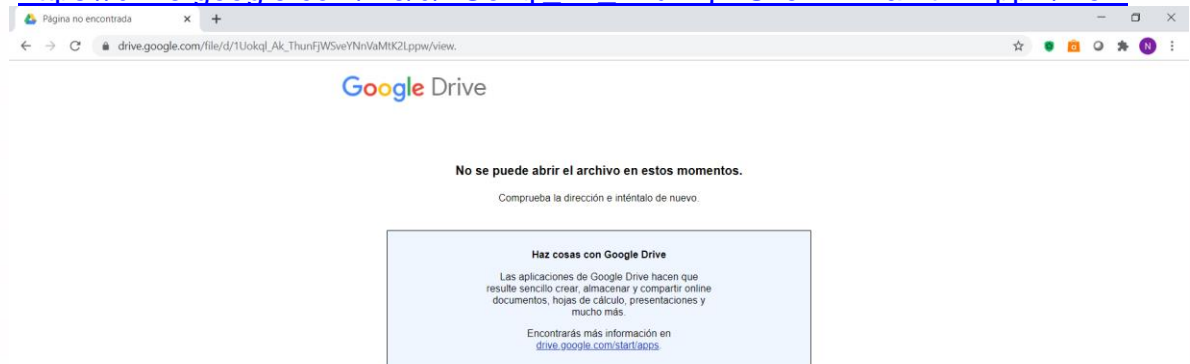 Página no encontrada
drive.google.com/file/d/1Uokql_Ak_ThunFjWSveYNnVaMtK2Lppw/view.
N
Google Drive
No se puede abrir el archivo en estos momentos.
Comprueba la dirección e inténtalo de nuevo.
Haz cosas con Google Drive
Las aplicaciones de Google Drive hacen que
resulte sencillo crear, almacenar y compartir online
documentos, hojas de cálculo, presentaciones y
mucho más.
Encontrarás más información en
drive.google.com/start/apps.